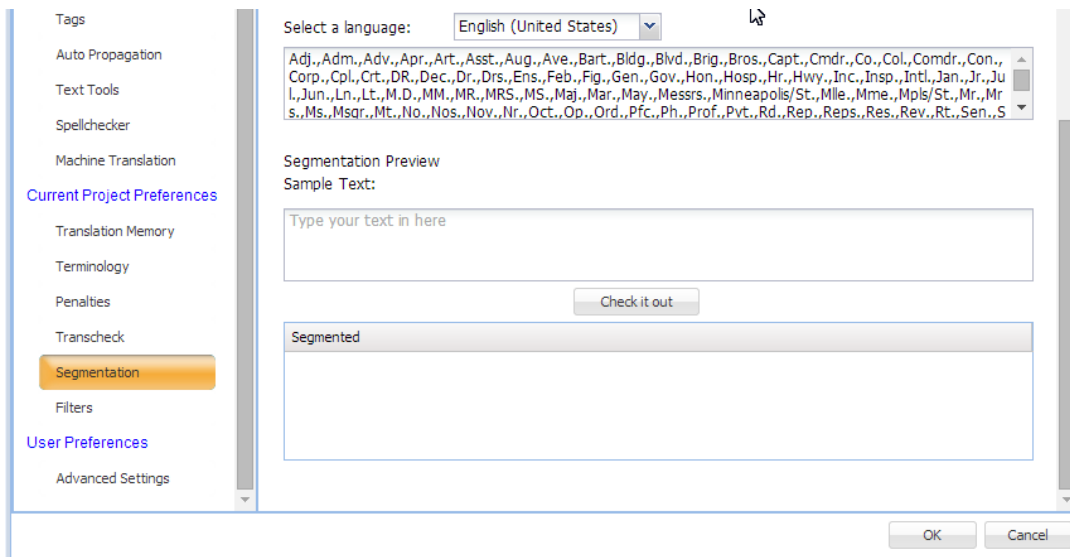 Tags
Auto Propagation
Text Tools
Spellchecker
Machine Translation
Current Project Preferences
Translation Memory
Terminology
Penalties
Transcheck
Segmentation
Filters
User Preferences
Advanced Settings
Select a language: English (United States)
Adj.,Adm.,Adv.,Apr.,Art.,Asst.,Aug.,Ave.,Bart.,Bldg.,Blvd.,Brig.,Bros.,Capt.,Cmdr.,Co.,Col.,Comdr.,Con.,
Corp.,Cpl.,Crt.,DR.,Dec.,Dr.,Drs.,Ens.,Feb.,Fig.,Gen.,Gov.,Hon.,Hosp.,Hr.,Hwy.,Inc.,Insp.,Intl.,Jan.,Jr.,Ju
l.,Jun.,Ln.,Lt.,M.D.,MM.,MR.,MRS.,MS.,Maj.,Mar.,May.,Messrs.,Minneapolis/St.,Mlle.,Mme.,Mpls/St.,Mr.,Mr
s.,Ms.,Msgr.,Mt.,No.,Nos.,Nov.,Nr.,Oct.,Op.,Ord.,Pfc.,Ph.,Prof.,Pvt.,Rd.,Rep.,Reps.,Res.,Rev.,Rt.,Sen.,S
Segmentation Preview
Sample Text:
Type your text in here
Check it out
Segmented
OK Cancel